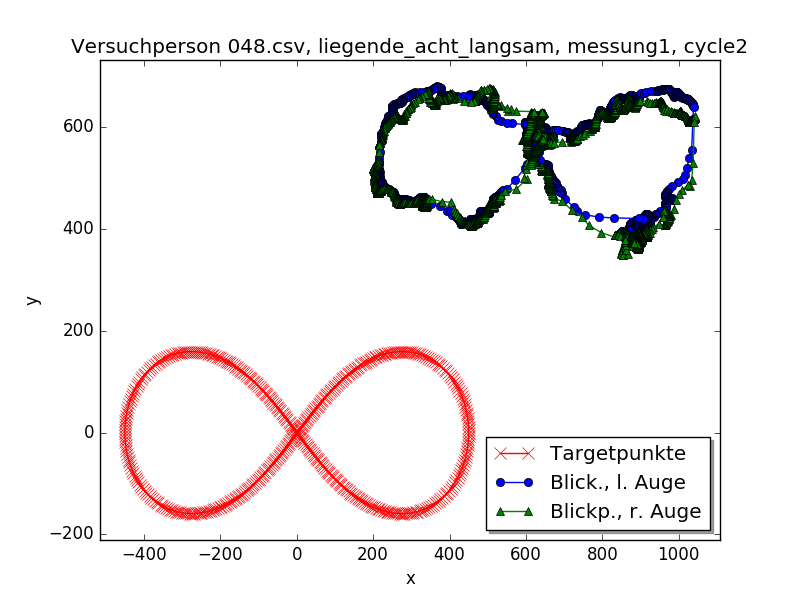 Versuchperson 048.csv, liegende_acht_langsam, messung1, cycle2
600
400
200
0
−200
y
−400
−200
0
200
400
600
800
1000
x
Targetpunkte
Blick., l. Auge
Blickp., r. Auge